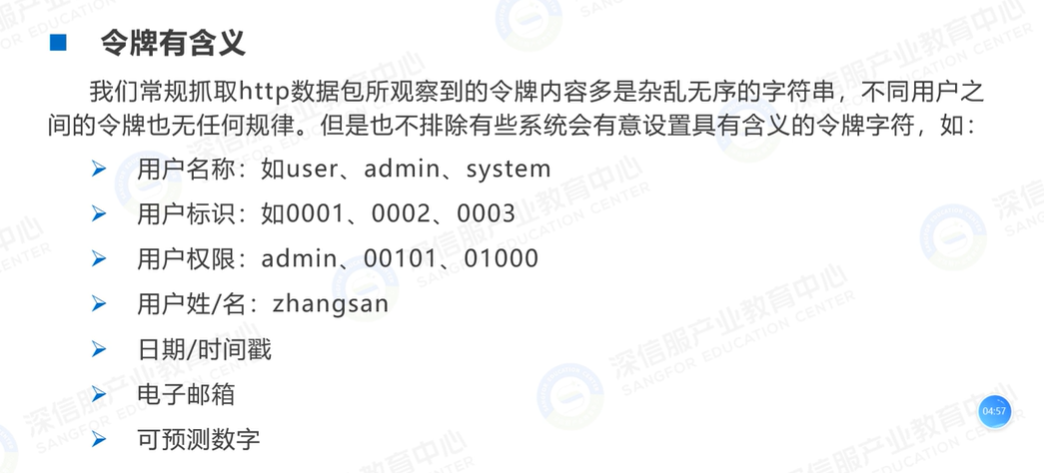 令牌有含义
我们常规抓取http数据包所观察到的令牌内容多是杂乱无序的字符串，不同用户之
间的令牌也无任何规律。但是也不排除有些系统会有意设置具有含义的令牌字符，如：
用户名称：如user、admin、system
用户标识：如0001、0002、0003
用户权限：admin、00101、01000
用户姓/名：zhangsan
日期/时间戳
电子邮箱
可预测数字
04:57
深信服产业教育中心
SANGFOR EDUCATION CENTER